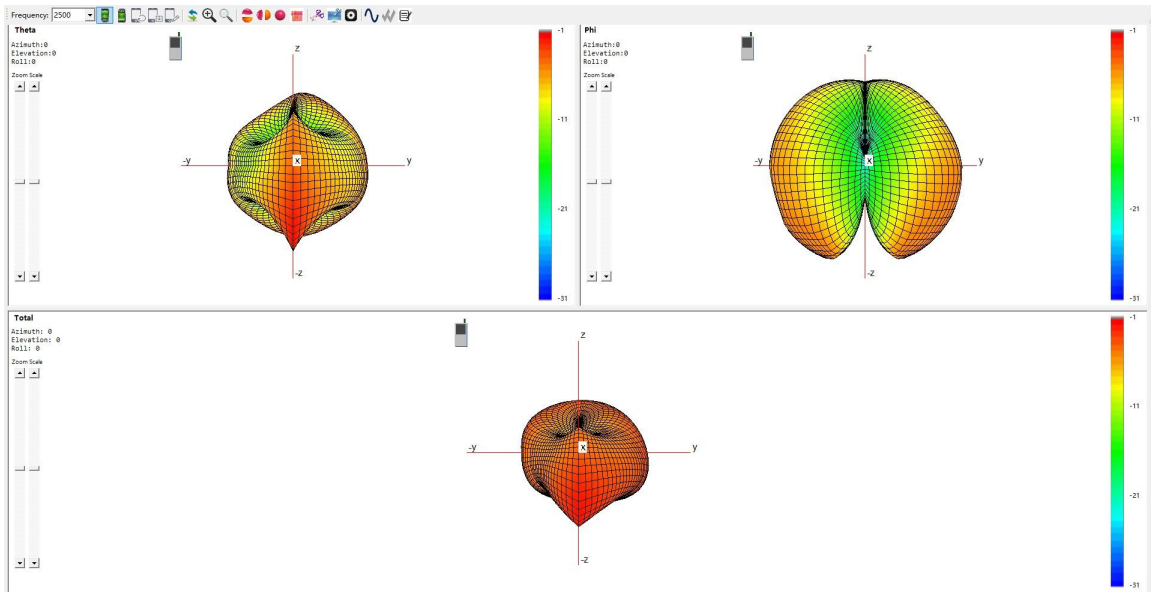 Frequency: 2500
Theta
Azimuth:0
Elevation:0
Roll:0
Zoom Scale
z
-y
x
y
-z
-1
-11
-21
-31
Phi
Azimuth:0
Elevation:0
Roll:0
Zoom Scale
z
-y
x
y
-z
-1
-11
-21
-31
Total
Azimuth: 0
Elevation: 0
Roll: 0
Zoom Scale
z
-y
x
y
-z
-1
-11
-21
-31